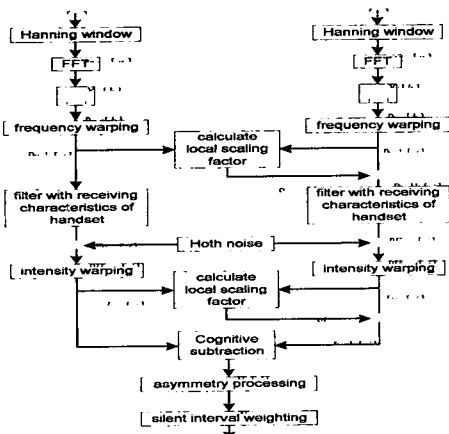 Hanning window
Hanning window
FFT
FFT
frequency warping
frequency warping
calculate
local scaling
factor
filter with receiving
characteristics of
handset
filter with receiving
characteristics of
handset
Hoth noise
intensity warping
intensity warping
calculate
local scaling
factor
Cognitive
subtraction
asymmetry processing
silent interval weighting